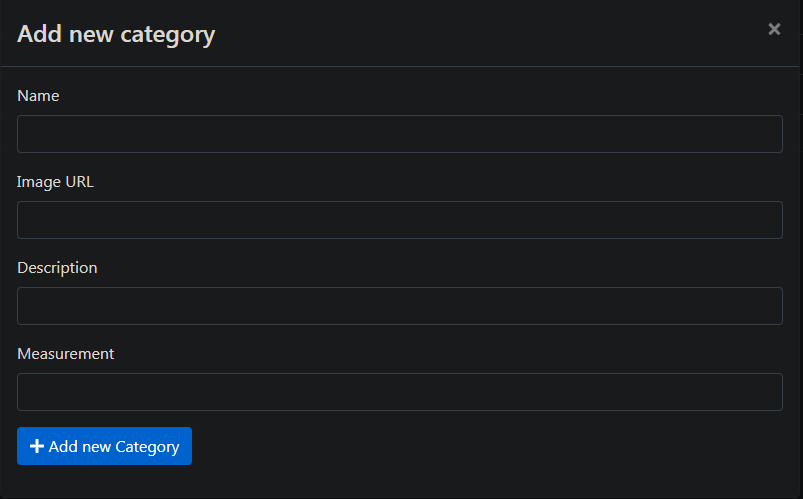 Add new category
×
Name
Image URL
Description
Measurement
+ Add new Category